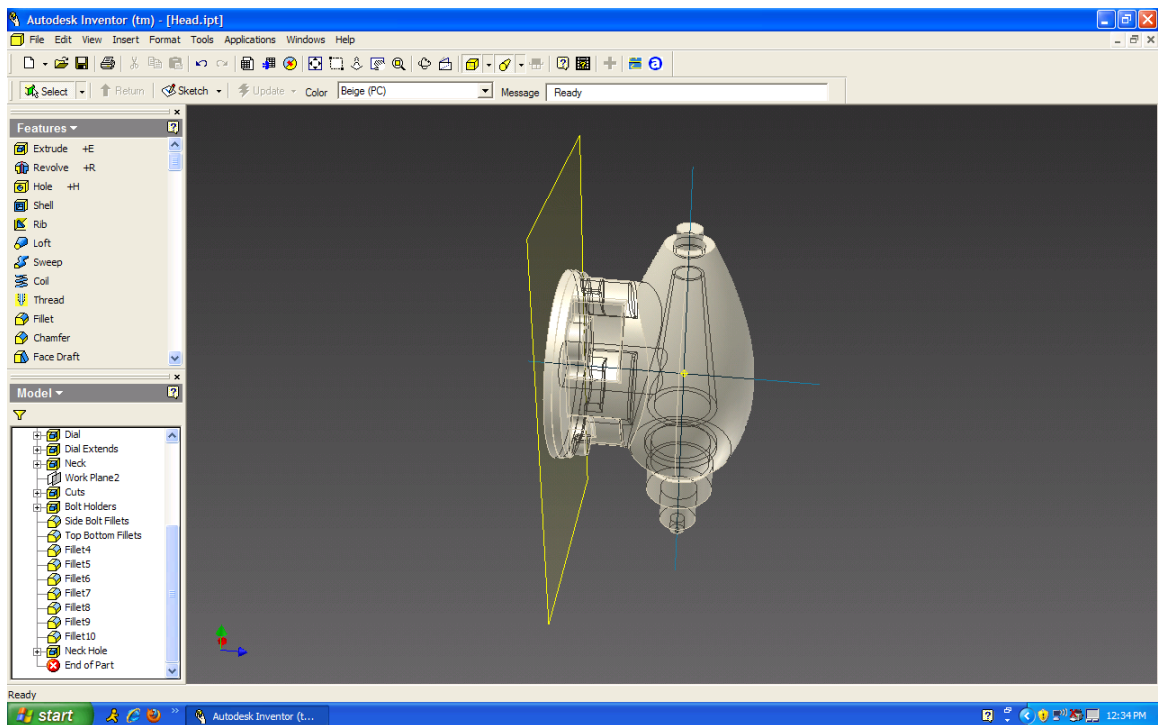 Autodesk Inventor (tm) - [Head.ipt]
File Edit View Insert Format Tools Applications Windows Help
Select Return Sketch Update Color Beige (PC) Message Ready
Features
Extrude +E
Revolve +R
Hole +H
Shell
Rib
Loft
Sweep
Coil
Thread
Fillet
Chamfer
Face Draft
Model
Dial
Dial Extends
Neck
Work Plane2
Cuts
Bolt Holders
Side Bolt Fillets
Top Bottom Fillets
Fillet4
Fillet5
Fillet6
Fillet7
Fillet8
Fillet9
Fillet10
Neck Hole
End of Part
Ready
start Autodesk Inventor (t... 12:34 PM